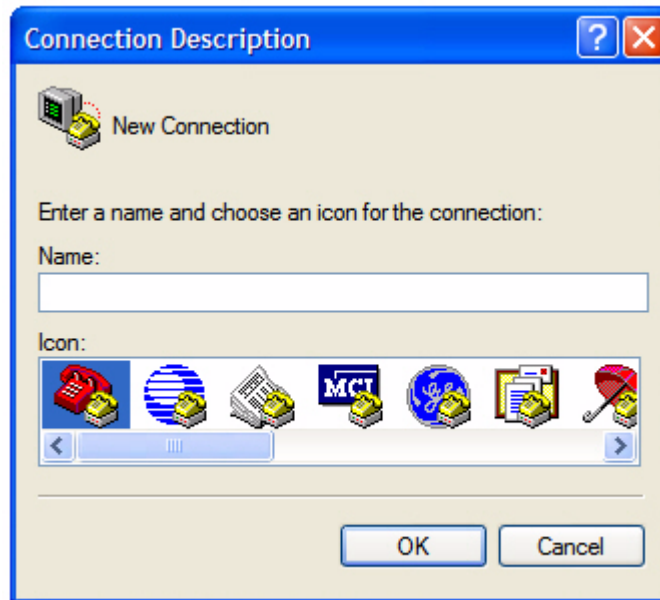 Connection Description
New Connection
Enter a name and choose an icon for the connection:
Name:
Icon:
MCI
OK Cancel